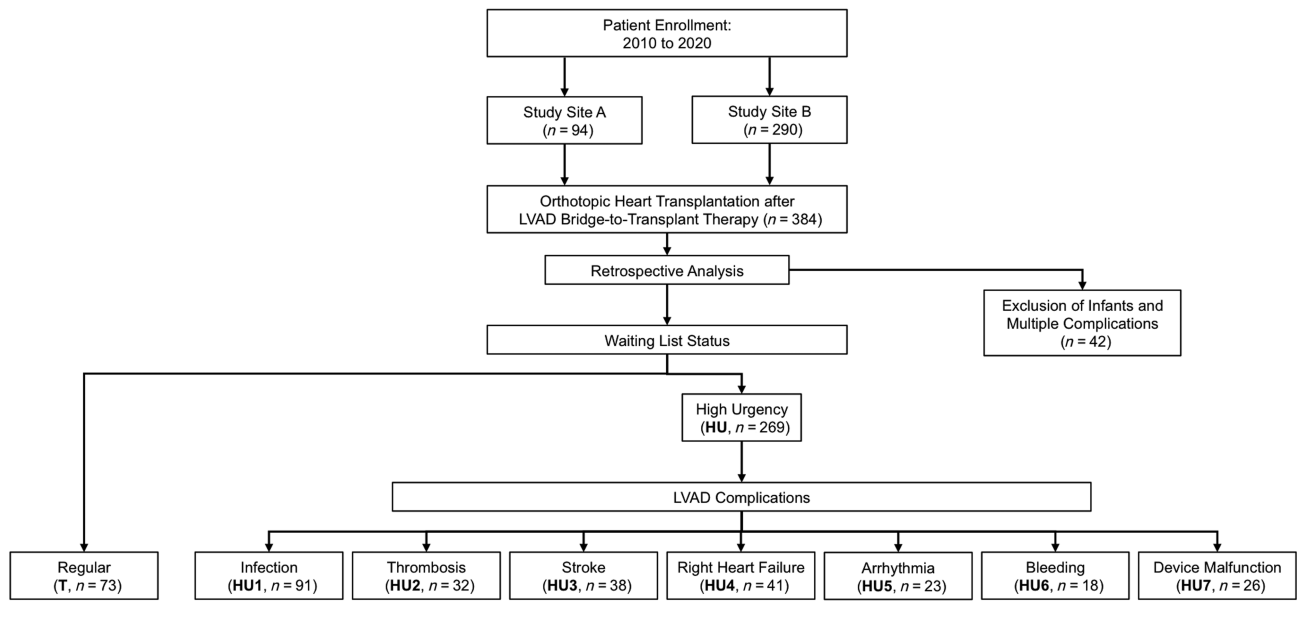 Patient Enrollment:
2010 to 2020
Study Site A
(n = 94)
Study Site B
(n = 290)
Orthotopic Heart Transplantation after
LVAD Bridge-to-Transplant Therapy (n = 384)
Retrospective Analysis
Exclusion of Infants and
Multiple Complications
(n = 42)
Waiting List Status
High Urgency
(HU, n = 269)
LVAD Complications
Regular
(T, n = 73)
Infection
(HU1, n = 91)
Thrombosis
(HU2, n = 32)
Stroke
(HU3, n = 38)
Right Heart Failure
(HU4, n = 41)
Arrhythmia
(HU5, n = 23)
Bleeding
(HU6, n = 18)
Device Malfunction
(HU7, n = 26)